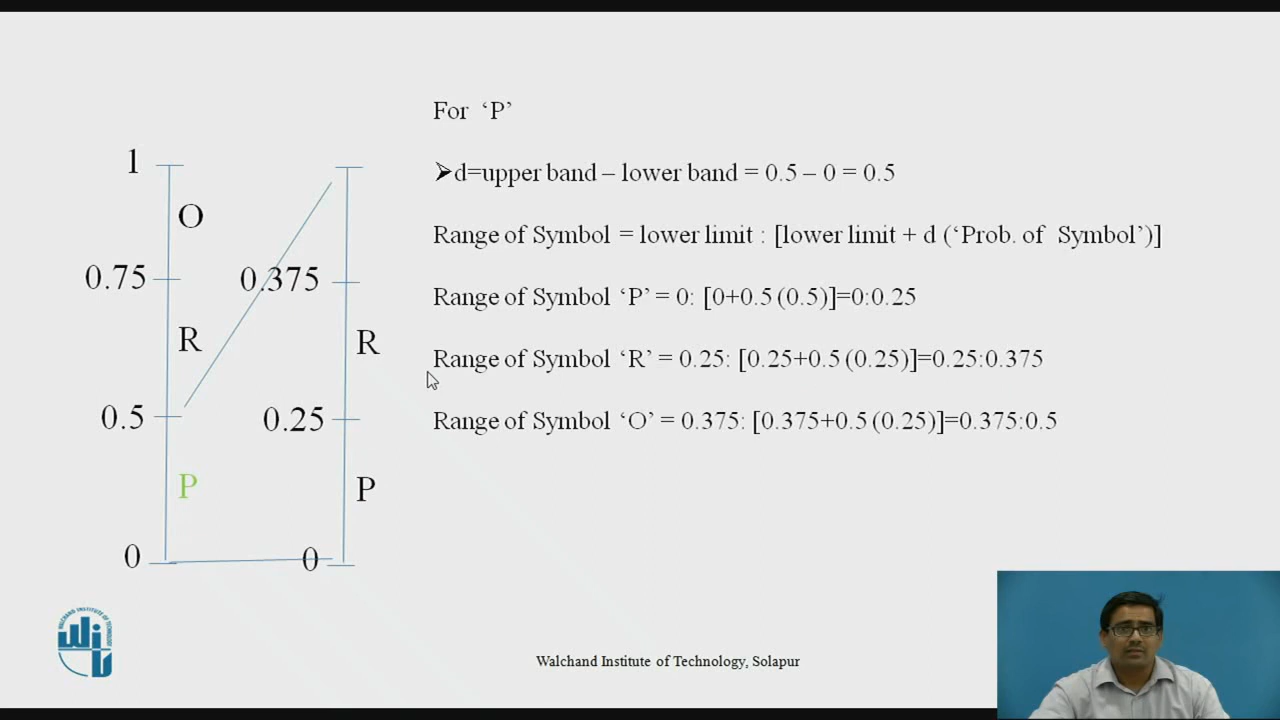 For ‘P’
➢d=upper band – lower band = 0.5 – 0 = 0.5
Range of Symbol = lower limit : [lower limit + d (‘Prob. of Symbol’)]
Range of Symbol ‘P’ = 0: [0+0.5 (0.5)]=0:0.25
Range of Symbol ‘R’ = 0.25: [0.25+0.5 (0.25)]=0.25:0.375
Range of Symbol ‘O’ = 0.375: [0.375+0.5 (0.25)]=0.375:0.5
1
O
0.75 0.375
R R
0.5 0.25
P P
0 0
WALCHAND INSTITUTE OF TECHNOLOGY
Walchand Institute of Technology, Solapur